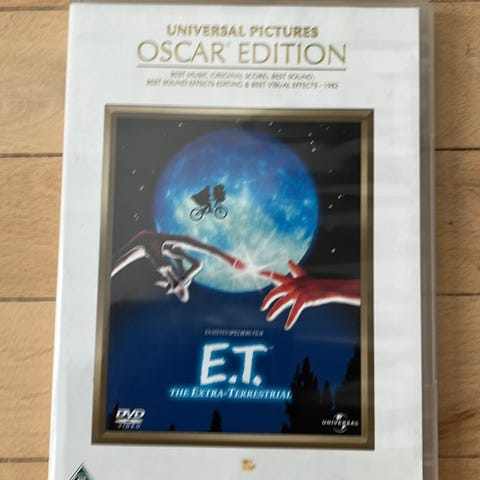 UNIVERSAL PICTURES
OSCAR® EDITION
BEST MUSIC (ORIGINAL SCORE), BEST SOUND,
BEST SOUND EFFECTS EDITING & BEST VISUAL EFFECTS - 1982
E.T.
THE EXTRA-TERRESTRIAL
DVD
VIDEO
UNIVERSAL